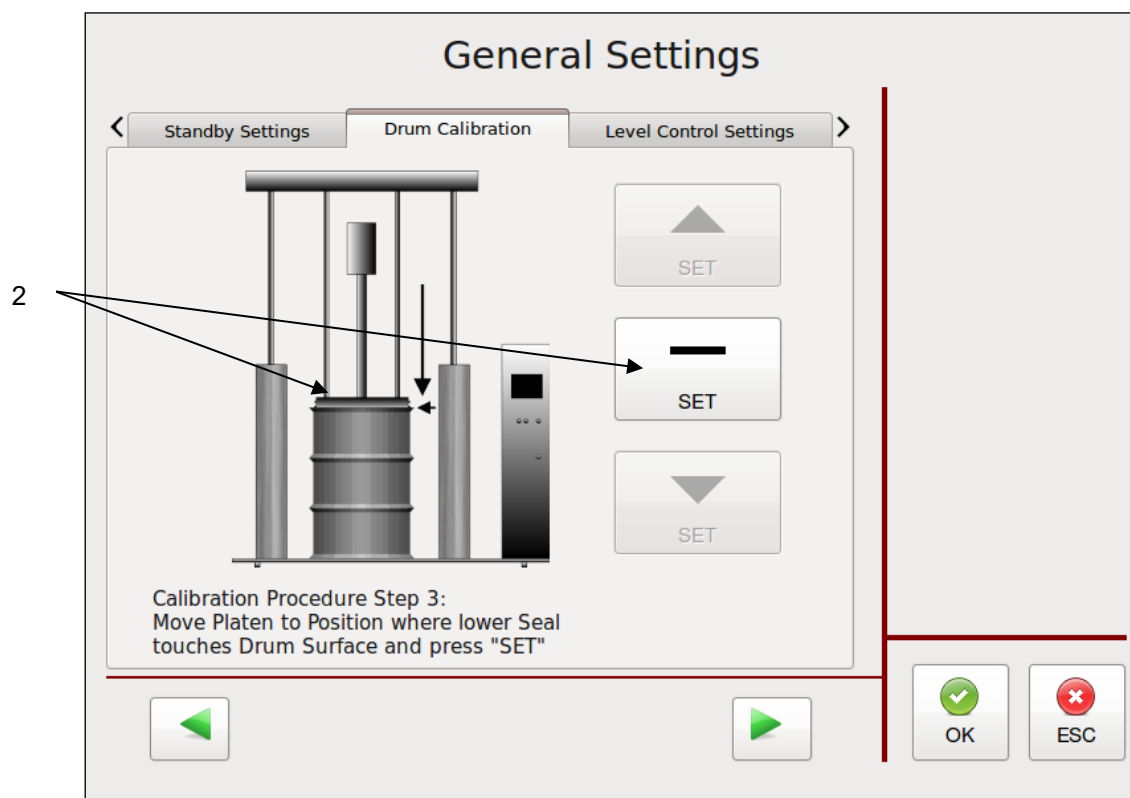 General Settings
Standby Settings
Drum Calibration
Level Control Settings
SET
2
SET
SET
Calibration Procedure Step 3:
Move Platen to Position where lower Seal
touches Drum Surface and press "SET"
OK
ESC